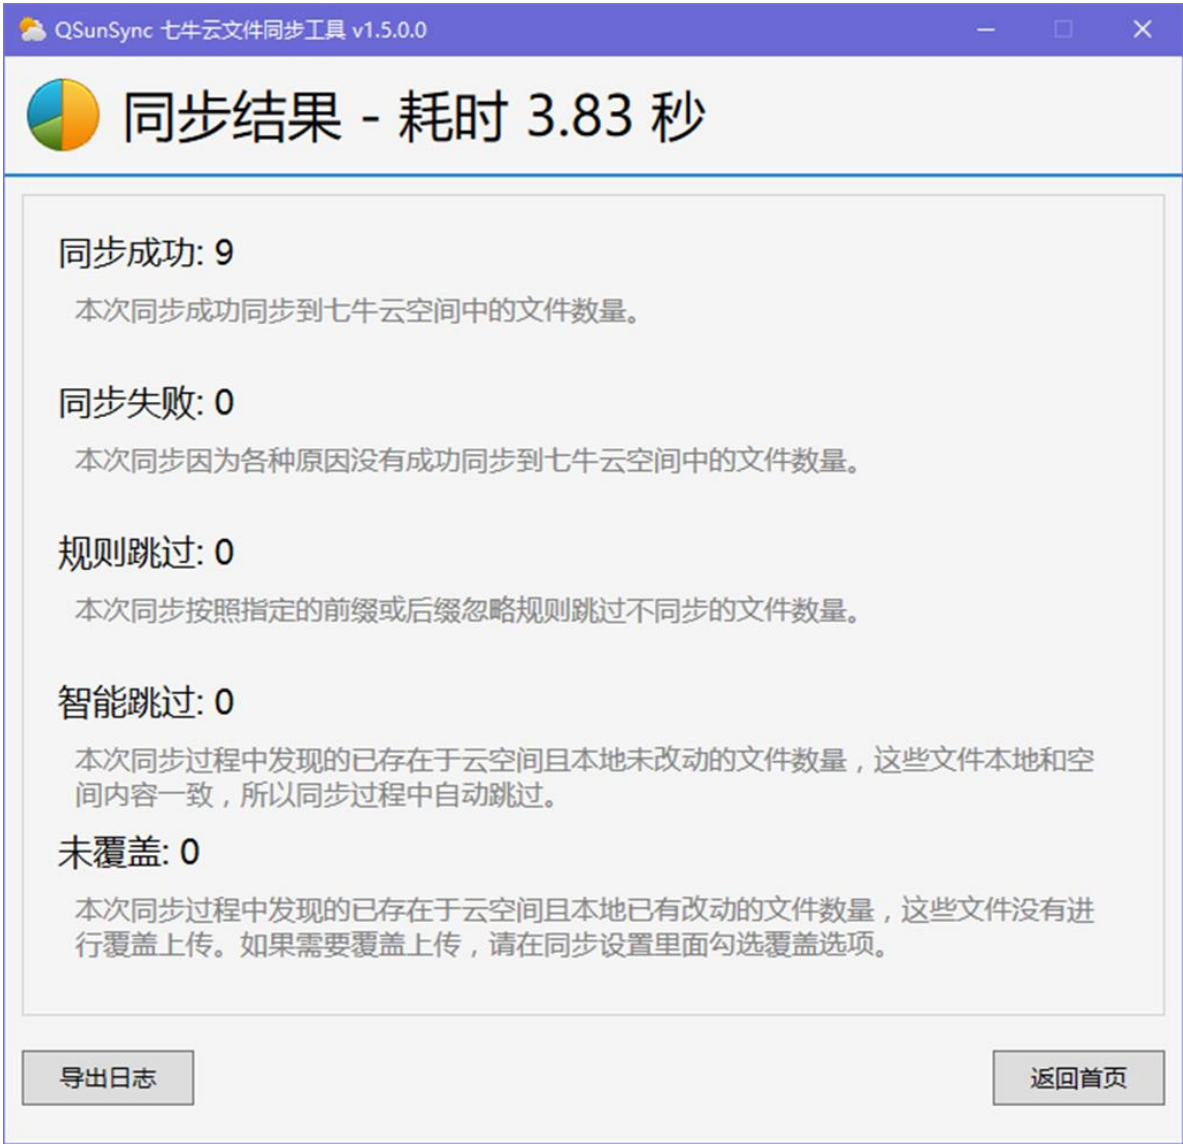 QSunSync 七牛云文件同步工具 v1.5.0.0
同步结果 - 耗时 3.83 秒
同步成功: 9
本次同步成功同步到七牛云空间中的文件数量。
同步失败: 0
本次同步因为各种原因没有成功同步到七牛云空间中的文件数量。
规则跳过: 0
本次同步按照指定的前缀或后缀忽略规则跳过不同步的文件数量。
智能跳过: 0
本次同步过程中发现的已存在于云空间且本地未改动的文件数量，这些文件本地和空
间内容一致，所以同步过程中自动跳过。
未覆盖: 0
本次同步过程中发现的已存在于云空间且本地已有改动的文件数量，这些文件没有进
行覆盖上传。如果需要覆盖上传，请在同步设置里面勾选覆盖选项。
导出日志
返回首页